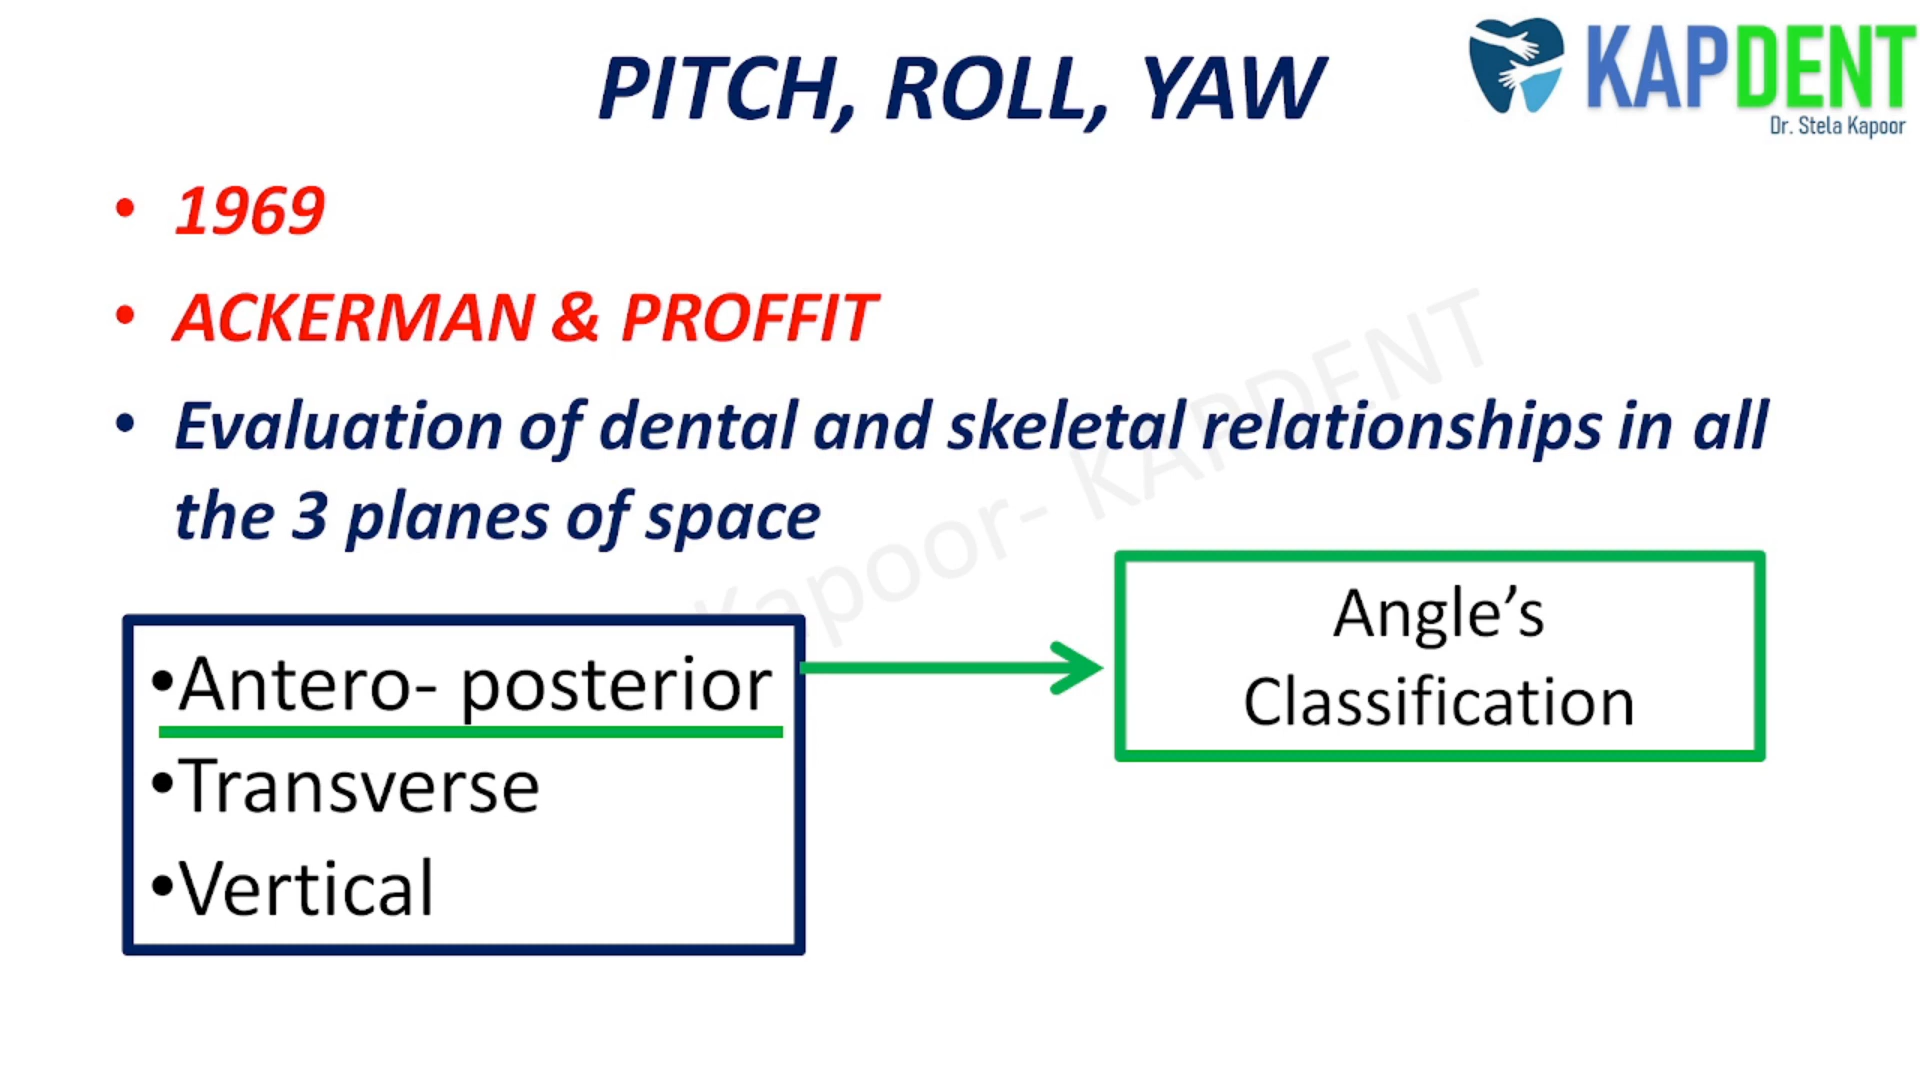 PITCH, ROLL, YAW
KAPDENT
Dr. Stela Kapoor
• 1969
• ACKERMAN & PROFFIT
• Evaluation of dental and skeletal relationships in all
the 3 planes of space
Kapoor- KAPDENT
•Antero- posterior
•Transverse
•Vertical
Angle’s
Classification